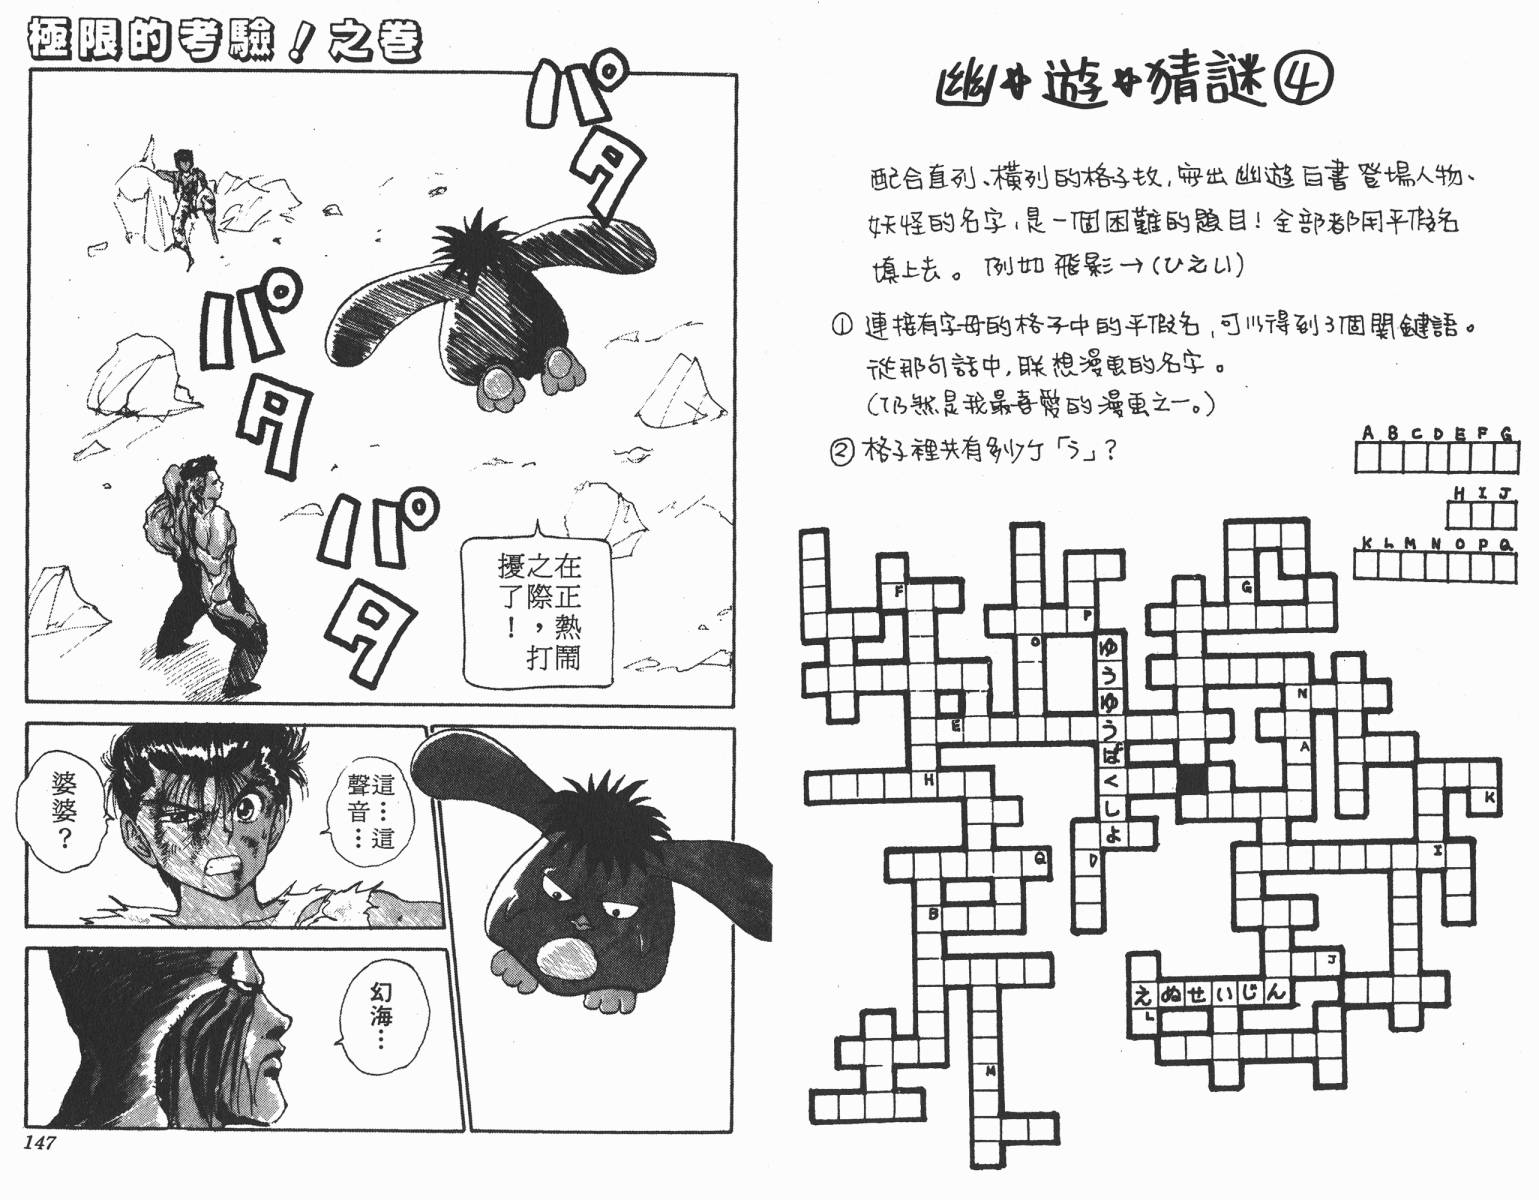 幽遊猜謎④
配合直列、橫列的格子數,寫出幽遊白書登場人物、
妖怪的名字,是一個困難的題目!全部都用平假名
填上去。例如飛影→(ひえい)
①連接有字母的格子中的平假名,可以得到3個關鍵語。
從那句話中,联想漫画的名字。
(仍然是我最喜愛的漫画之一。)
②格子裡共有多少个「う」?
A B C D E F G
H I J
K L M N O P Q
F
G
P
O
N
E
A
H
K
Q
D
I
B
J
L
M
ゆうゆうばくしよ
えぬせいじん
極限的考驗!之卷
パタ
パタ
パタ
在正熱鬧
之際,打
擾了!
這…這
聲音…
婆婆?
幻海…
147